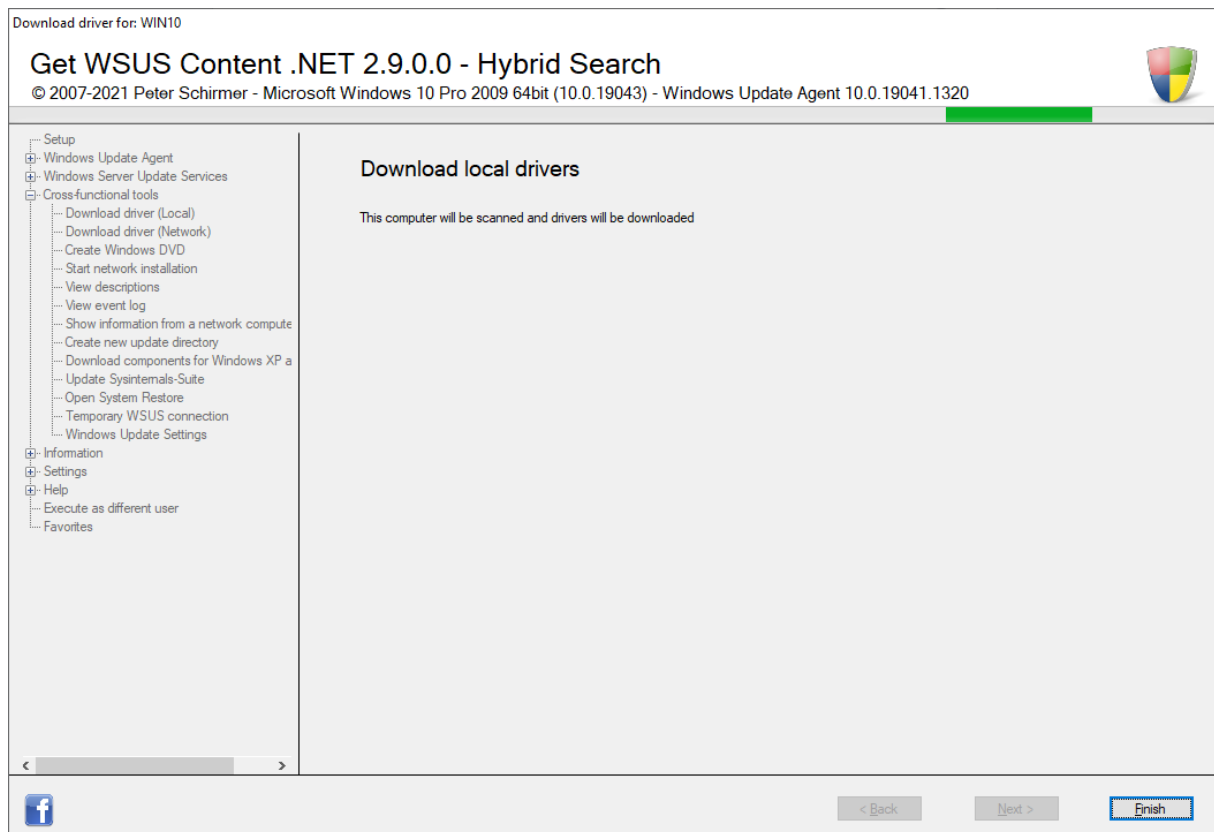 Download driver for: WIN10
Get WSUS Content .NET 2.9.0.0 - Hybrid Search
© 2007-2021 Peter Schirmer - Microsoft Windows 10 Pro 2009 64bit (10.0.19043) - Windows Update Agent 10.0.19041.1320
Setup
Windows Update Agent
Windows Server Update Services
Cross-functional tools
Download driver (Local)
Download driver (Network)
Create Windows DVD
Start network installation
View descriptions
View event log
Show information from a network compute
Create new update directory
Download components for Windows XP a
Update Sysinternals-Suite
Open System Restore
Temporary WSUS connection
Windows Update Settings
Information
Settings
Help
Execute as different user
Favorites
Download local drivers
This computer will be scanned and drivers will be downloaded
f
< Back
Next >
Finish